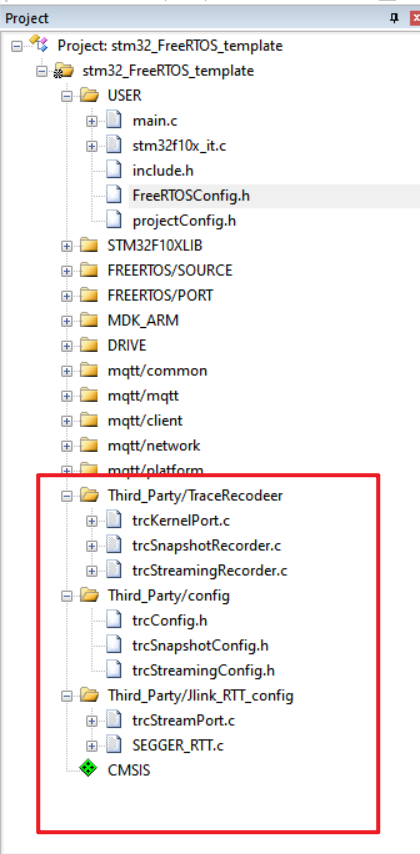 Project
Project: stm32_FreeRTOS_template
stm32_FreeRTOS_template
USER
main.c
stm32f10x_it.c
include.h
FreeRTOSConfig.h
projectConfig.h
STM32F10XLIB
FREERTOS/SOURCE
FREERTOS/PORT
MDK_ARM
DRIVE
mqtt/common
mqtt/mqtt
mqtt/client
mqtt/network
mqtt/platform
Third_Party/TraceRecodeer
trcKernelPort.c
trcSnapshotRecorder.c
trcStreamingRecorder.c
Third_Party/config
trcConfig.h
trcSnapshotConfig.h
trcStreamingConfig.h
Third_Party/Jlink_RTT_config
trcStreamPort.c
SEGGER_RTT.c
CMSIS